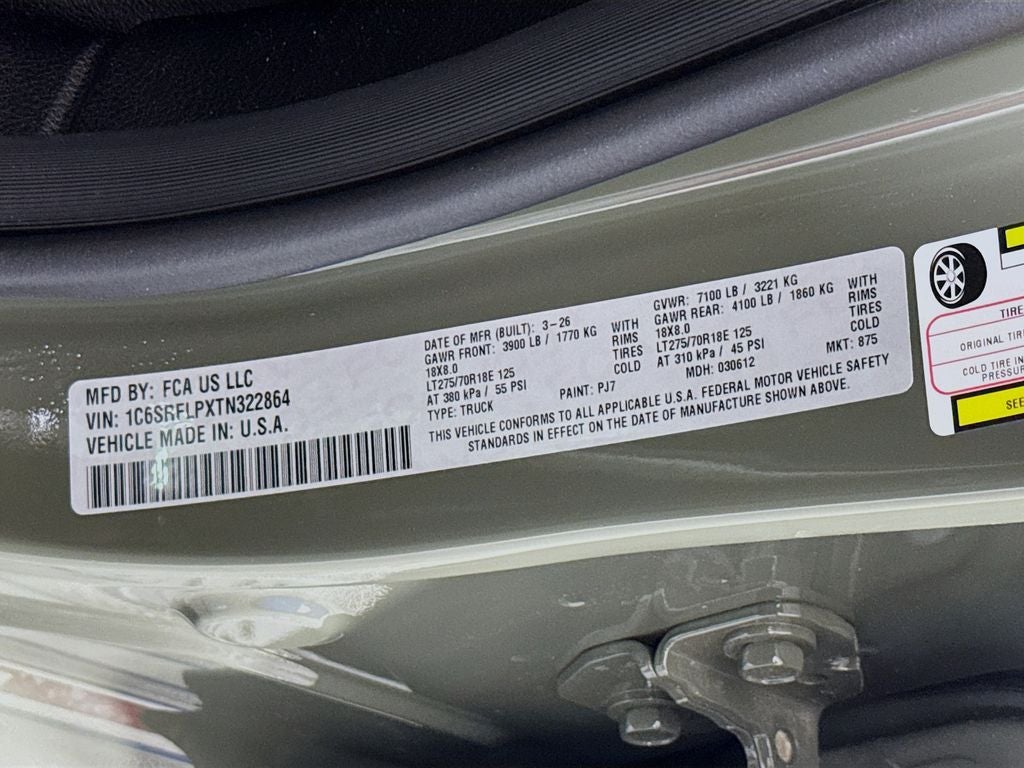 MFD BY: FCA US LLC
VIN: 1C6SRFLPXTN322864
VEHICLE MADE IN: U.S.A.
DATE OF MFR (BUILT): 3-26
GAWR FRONT: 3900 LB / 1770 KG WITH
18X8.0 RIMS
LT275/70R18E 125 TIRES
AT 380 kPa / 55 PSI COLD
TYPE: TRUCK PAINT: PJ7
GVWR: 7100 LB / 3221 KG
GAWR REAR: 4100 LB / 1860 KG WITH
18X8.0 RIMS
LT275/70R18E 125 TIRES
AT 310 kPa / 45 PSI COLD
MDH: 030612 MKT: 875
THIS VEHICLE CONFORMS TO ALL APPLICABLE U.S.A. FEDERAL MOTOR VEHICLE SAFETY
STANDARDS IN EFFECT ON THE DATE OF MANUFACTURE SHOWN ABOVE.
TIRE
ORIGINAL TIRE
COLD TIRE IN
PRESSUR
SEE